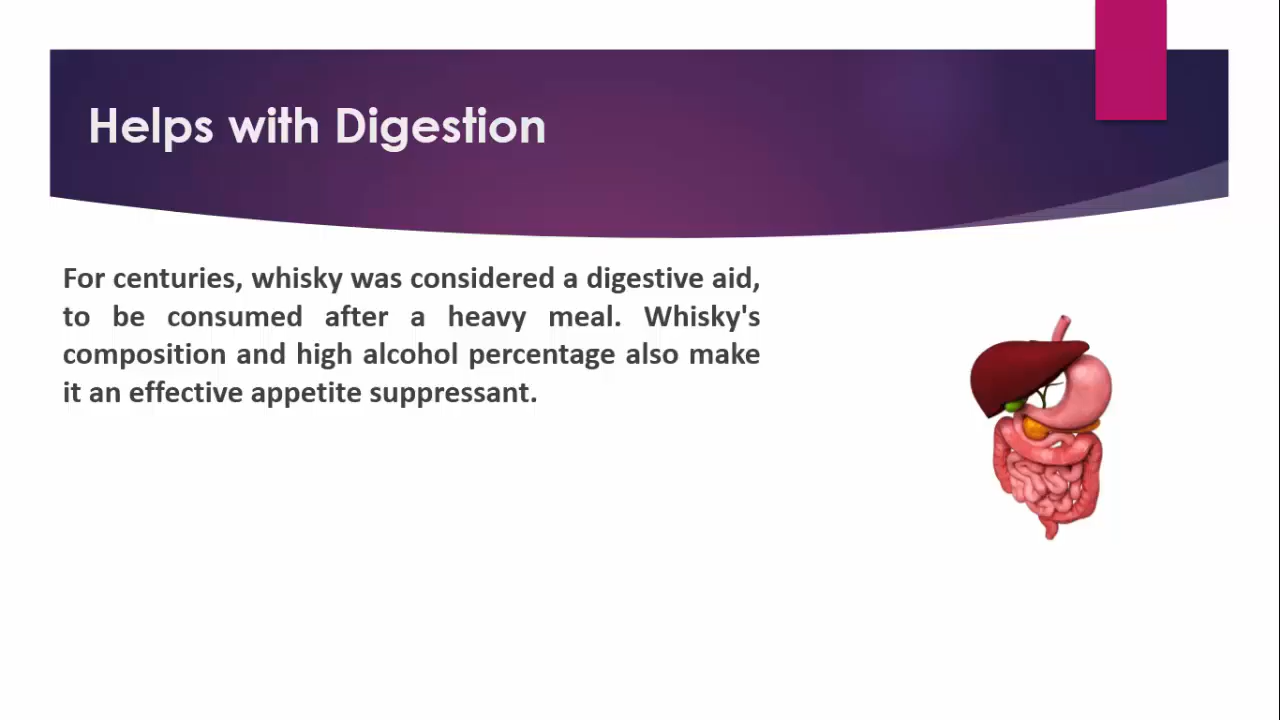 Helps with Digestion
For centuries, whisky was considered a digestive aid,
to be consumed after a heavy meal. Whisky's
composition and high alcohol percentage also make
it an effective appetite suppressant.